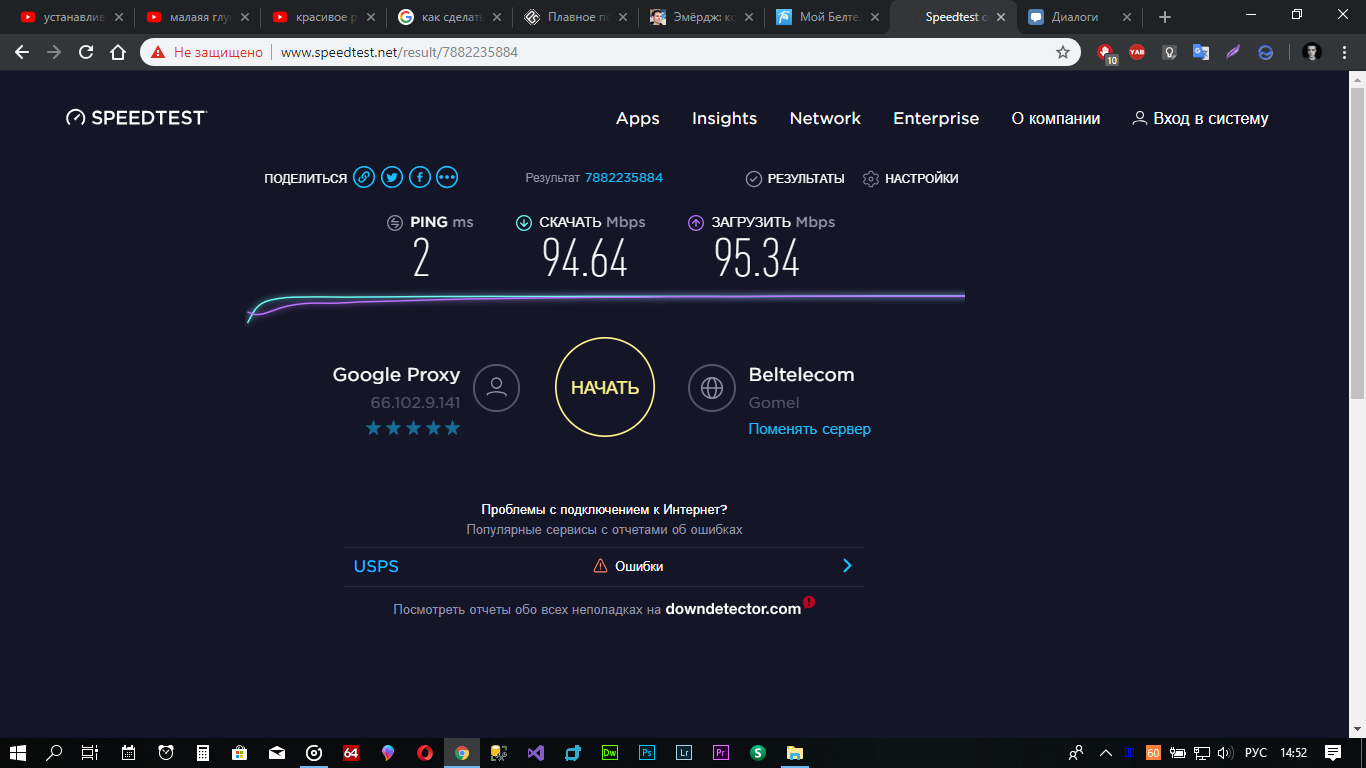 устанавлив
малаяя глу
красивое р
как сделать
Плавное по
Эмёрдж: ко
Мой Белтел
Speedtest o
Диалоги
Не защищено
www.speedtest.net/result/7882235884
10
YAB
SPEEDTEST
Apps
Insights
Network
Enterprise
О компании
Вход в систему
ПОДЕЛИТЬСЯ
Результат 7882235884
РЕЗУЛЬТАТЫ
НАСТРОЙКИ
PING ms
СКАЧАТЬ Mbps
ЗАГРУЗИТЬ Mbps
2
94.64
95.34
Google Proxy
66.102.9.141
НАЧАТЬ
Beltelecom
Gomel
Поменять сервер
Проблемы с подключением к Интернет?
Популярные сервисы с отчетами об ошибках
USPS
Ошибки
Посмотреть отчеты обо всех неполадках на downdetector.com
64
Dw
Ps
Lr
Pr
S
60
РУС
14:52